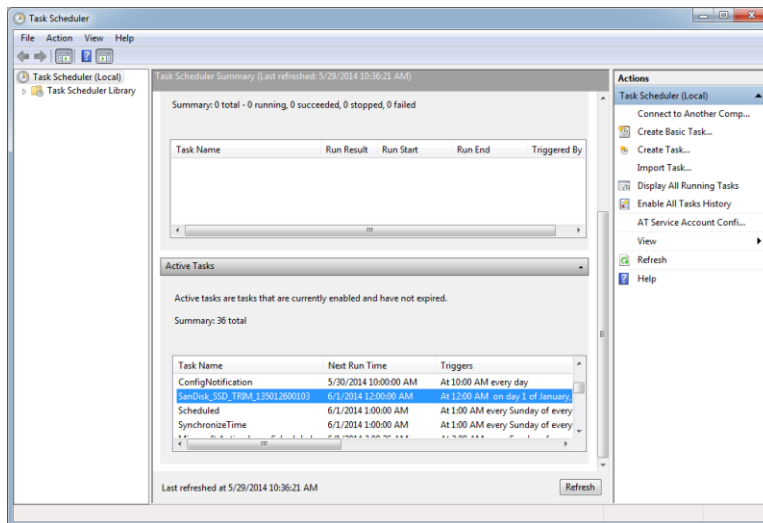 Task Scheduler
File Action View Help
Task Scheduler (Local)
Task Scheduler Library
Task Scheduler Summary (Last refreshed: 5/29/2014 10:36:21 AM)
Summary: 0 total - 0 running, 0 succeeded, 0 stopped, 0 failed
Task Name Run Result Run Start Run End Triggered By
Active Tasks
Active tasks are tasks that are currently enabled and have not expired.
Summary: 36 total
Task Name Next Run Time Triggers
ConfigNotification 5/30/2014 10:00:00 AM At 10:00 AM every day
SanDisk_SSD_TRIM_135012600103 6/1/2014 12:00:00 AM At 12:00 AM on day 1 of January,
Scheduled 6/1/2014 1:00:00 AM At 1:00 AM every Sunday of every
SynchronizeTime 6/1/2014 1:00:00 AM At 1:00 AM every Sunday of every
Last refreshed at 5/29/2014 10:36:21 AM
Refresh
Actions
Task Scheduler (Local)
Connect to Another Comp...
Create Basic Task...
Create Task...
Import Task...
Display All Running Tasks
Enable All Tasks History
AT Service Account Confi...
View
Refresh
Help